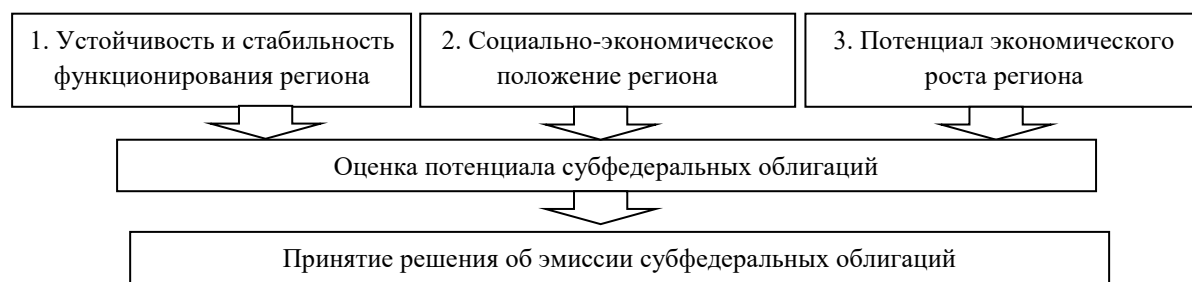 1. Устойчивость и стабильность
функционирования региона
2. Социально-экономическое
положение региона
3. Потенциал экономического
роста региона
Оценка потенциала субфедеральных облигаций
Принятие решения об эмиссии субфедеральных облигаций